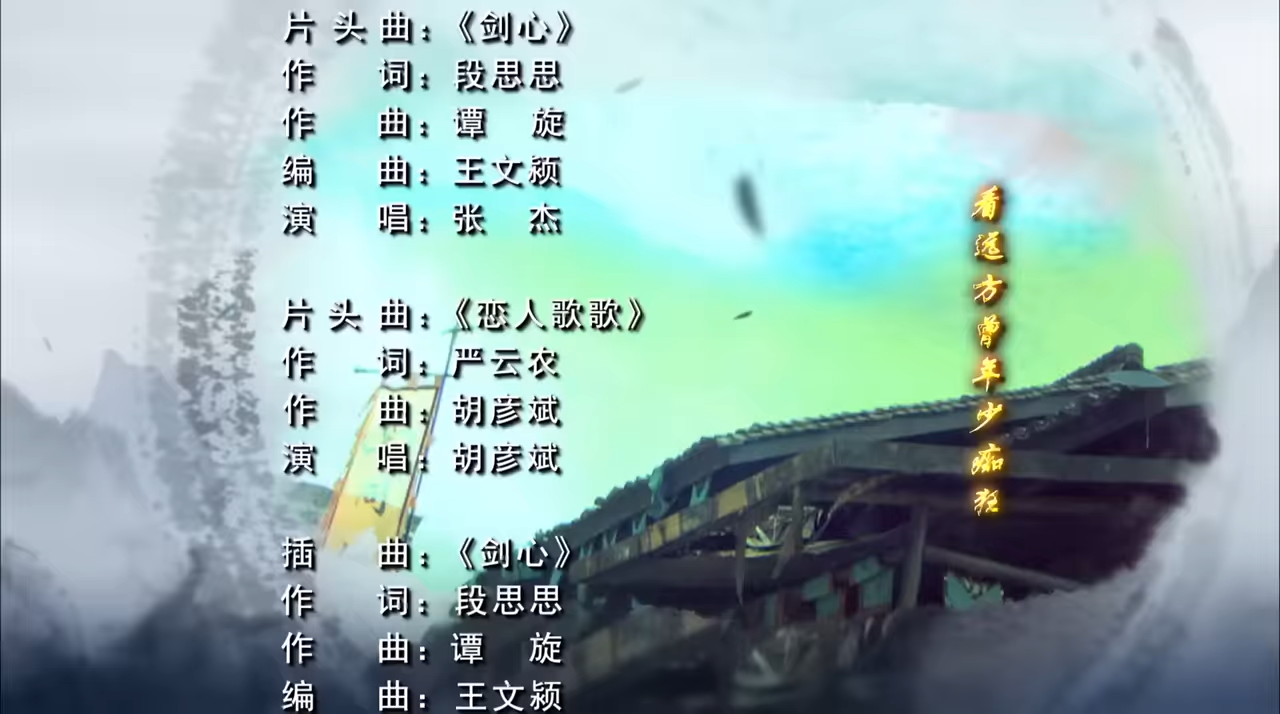 片头曲：《剑心》
作 词：段思思
作 曲：谭 旋
编 曲：王文颍
演 唱：张 杰
片头曲：《恋人歌歌》
作 词：严云农
作 曲：胡彦斌
演 唱：胡彦斌
插 曲：《剑心》
作 词：段思思
作 曲：谭 旋
编 曲：王文颍
看远方曾年少痴狂